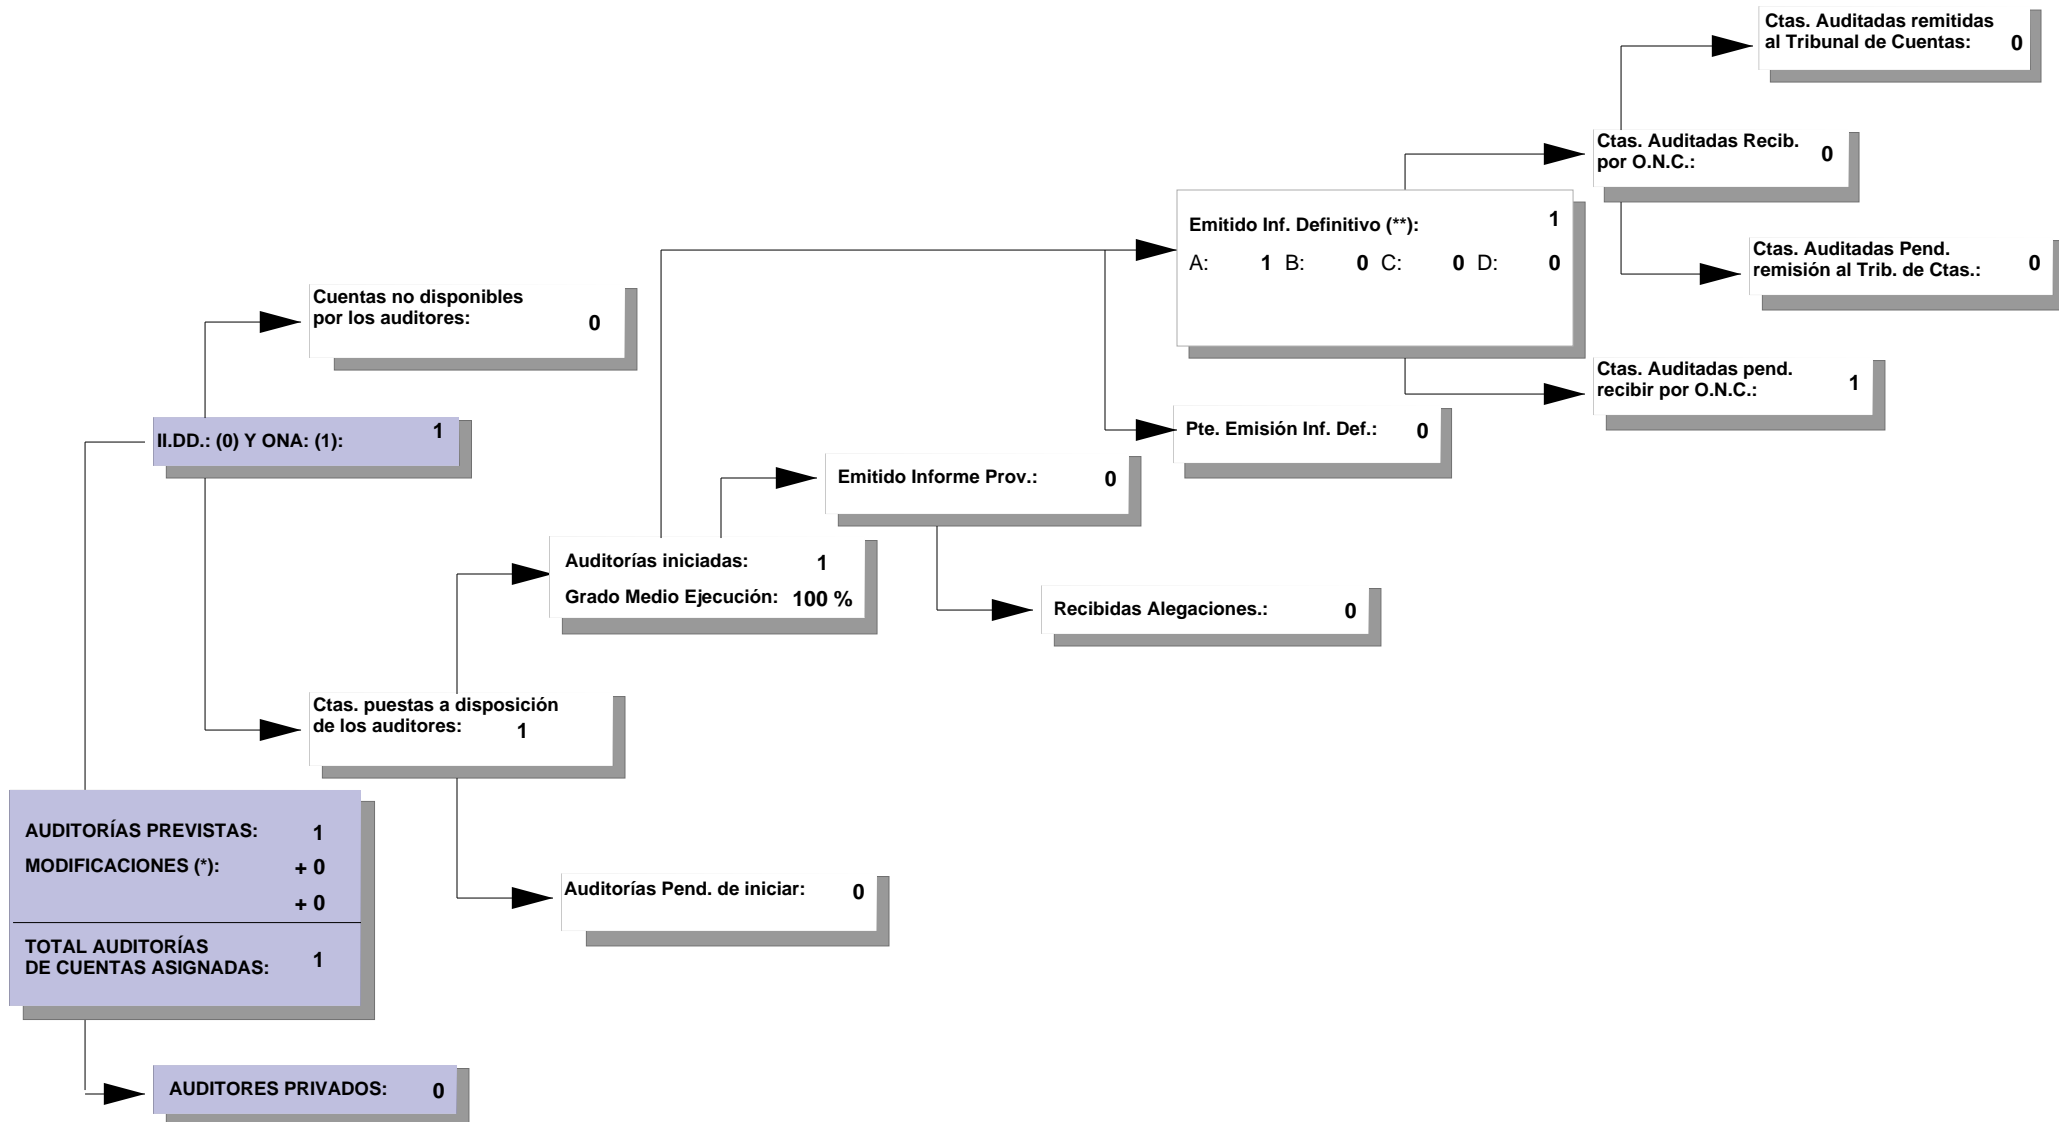 Ctas. Auditadas remitidas
al Tribunal de Cuentas: 0
Ctas. Auditadas Recib.
por O.N.C.: 0
Emitido Inf. Definitivo (**): 1
A: 1 B: 0 C: 0 D: 0
Ctas. Auditadas Pend.
remisión al Trib. de Ctas.: 0
Cuentas no disponibles
por los auditores: 0
Ctas. Auditadas pend.
recibir por O.N.C.: 1
II.DD.: (0) Y ONA: (1): 1
Pte. Emisión Inf. Def.: 0
Emitido Informe Prov.: 0
Auditorías iniciadas: 1
Grado Medio Ejecución: 100 %
Recibidas Alegaciones.: 0
Ctas. puestas a disposición
de los auditores: 1
AUDITORÍAS PREVISTAS: 1
MODIFICACIONES (*): + 0
+ 0
TOTAL AUDITORÍAS
DE CUENTAS ASIGNADAS: 1
Auditorías Pend. de iniciar: 0
AUDITORES PRIVADOS: 0